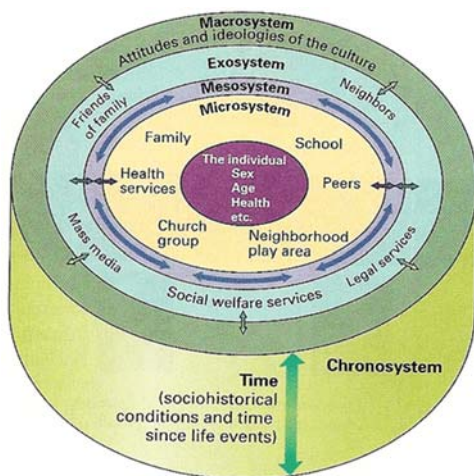 Macrosystem
Attitudes and ideologies of the culture
Exosystem
Mesosystem
Microsystem
Friends
of family
Neighbors
Family
School
The individual
Sex
Age
Health
etc.
Health
services
Peers
Church
group
Neighborhood
play area
Mass media
Social welfare services
Legal services
Chronosystem
Time
(sociohistorical
conditions and time
since life events)